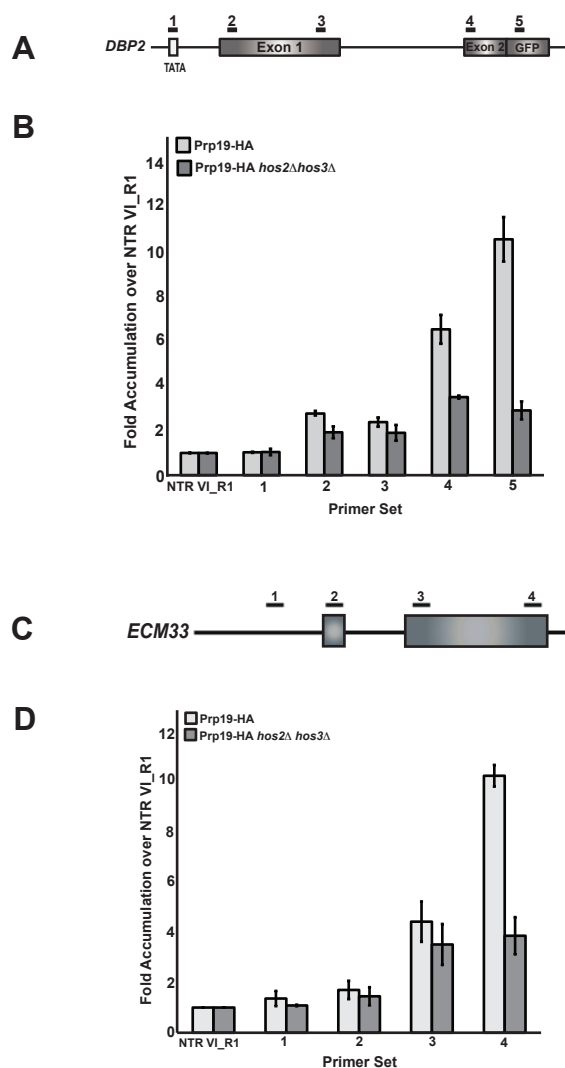 A
DBP2
1
2
3
4
5
TATA
Exon 1
Exon 2
GFP
B
Prp19-HA
Prp19-HA hos2Δhos3Δ
Fold Accumulation over NTR VI_R1
14
12
10
8
6
4
2
0
NTR VI_R1
1
2
3
4
5
Primer Set
C
ECM33
1
2
3
4
D
Prp19-HA
Prp19-HA hos2Δ hos3Δ
Fold Accumulation over NTR VI_R1
12
10
8
6
4
2
0
NTR VI_R1
1
2
3
4
Primer Set